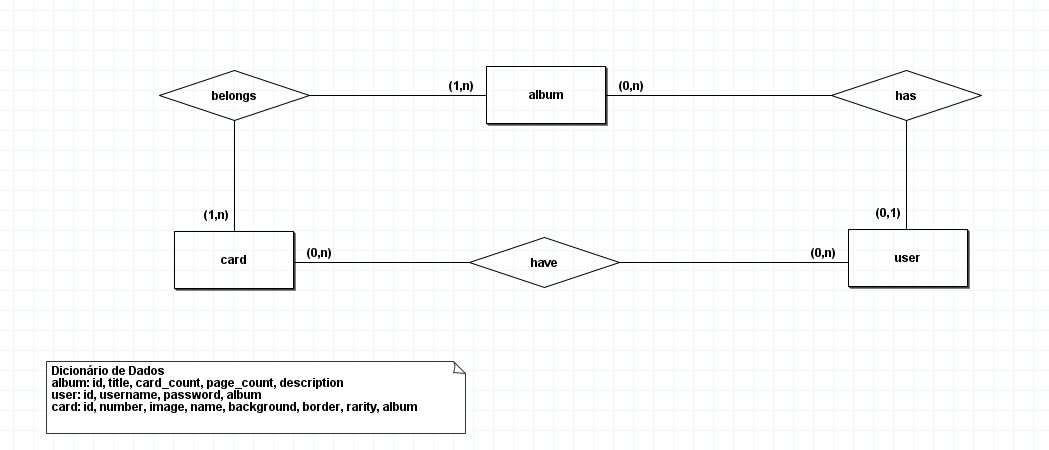 belongs
(1,n)
album
(0,n)
has
(1,n)
(0,1)
card
(0,n)
have
(0,n)
user
Dicionário de Dados
album: id, title, card_count, page_count, description
user: id, username, password, album
card: id, number, image, name, background, border, rarity, album